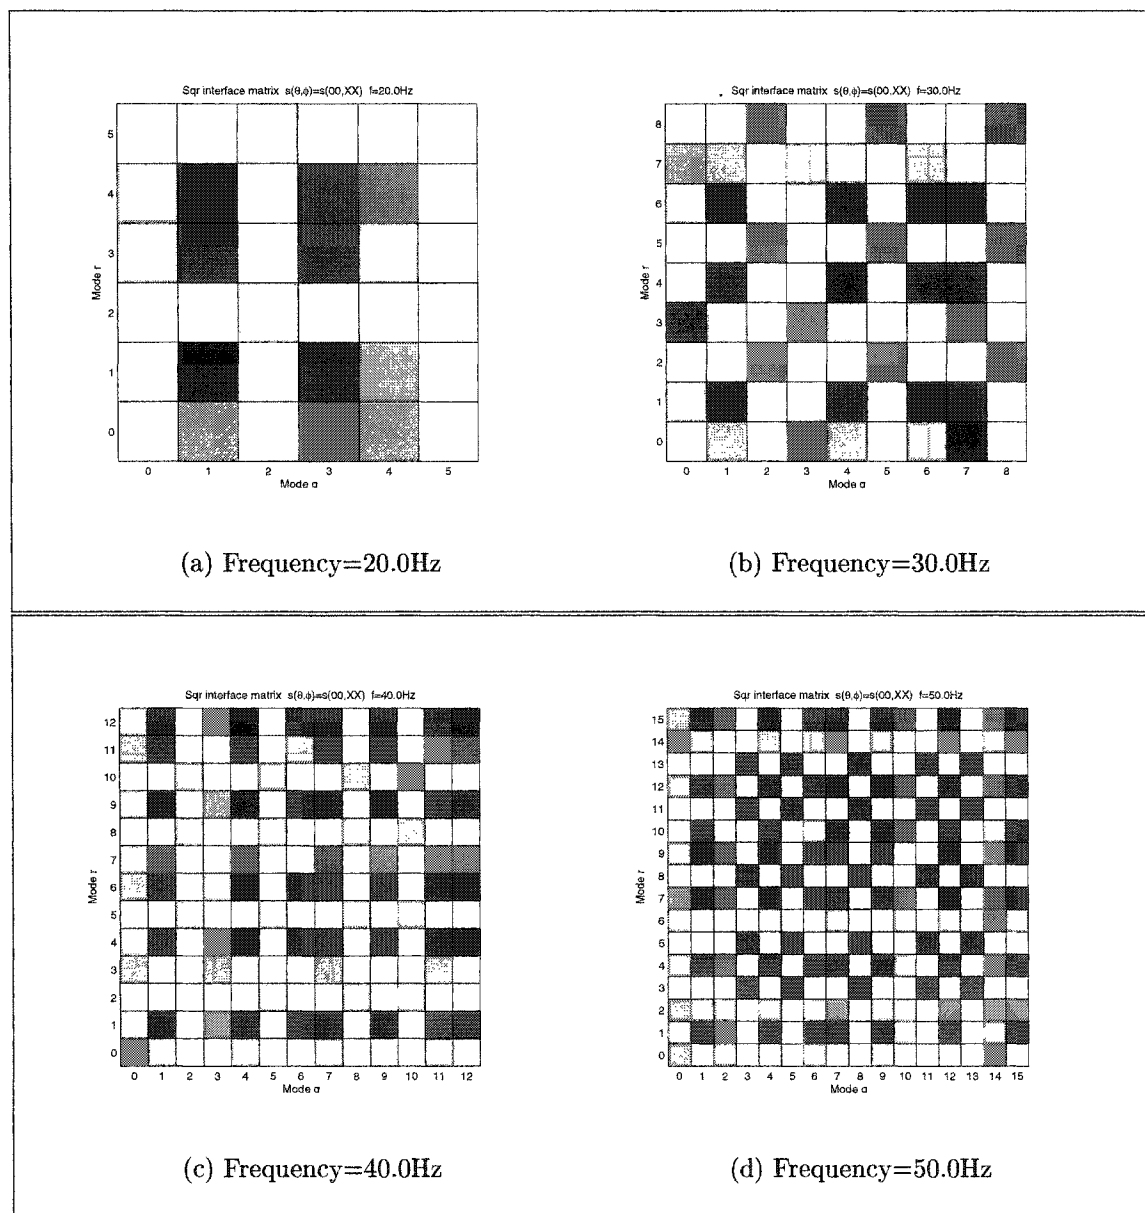 Sqr interface matrix s(θ,ϕ)=s(00,XX) f=20.0Hz
5
4
3
2
1
0
Mode r
0 1 2 3 4 5
Mode α
(a) Frequency=20.0Hz
Sqr interface matrix s(θ,ϕ)=s(00,XX) f=30.0Hz
8
7
6
5
4
3
2
1
0
Mode r
0 1 2 3 4 5 6 7 8
Mode α
(b) Frequency=30.0Hz
Sqr interface matrix s(θ,ϕ)=s(00,XX) f=40.0Hz
12
11
10
9
8
7
6
5
4
3
2
1
0
Mode r
0 1 2 3 4 5 6 7 8 9 10 11 12
Mode α
(c) Frequency=40.0Hz
Sqr interface matrix s(θ,ϕ)=s(00,XX) f=50.0Hz
15
14
13
12
11
10
9
8
7
6
5
4
3
2
1
0
Mode r
0 1 2 3 4 5 6 7 8 9 10 11 12 13 14 15
Mode α
(d) Frequency=50.0Hz